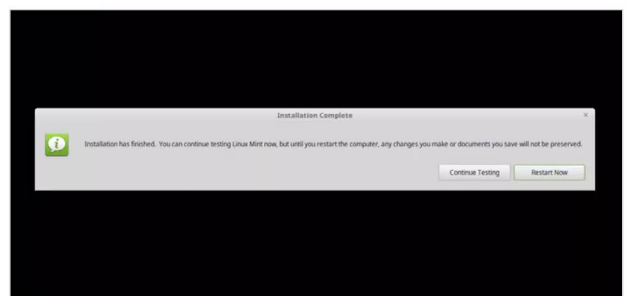 Installation Complete
Installation has finished. You can continue testing Linux Mint now, but until you restart the computer, any changes you make or documents you save will not be preserved.
Continue Testing
Restart Now